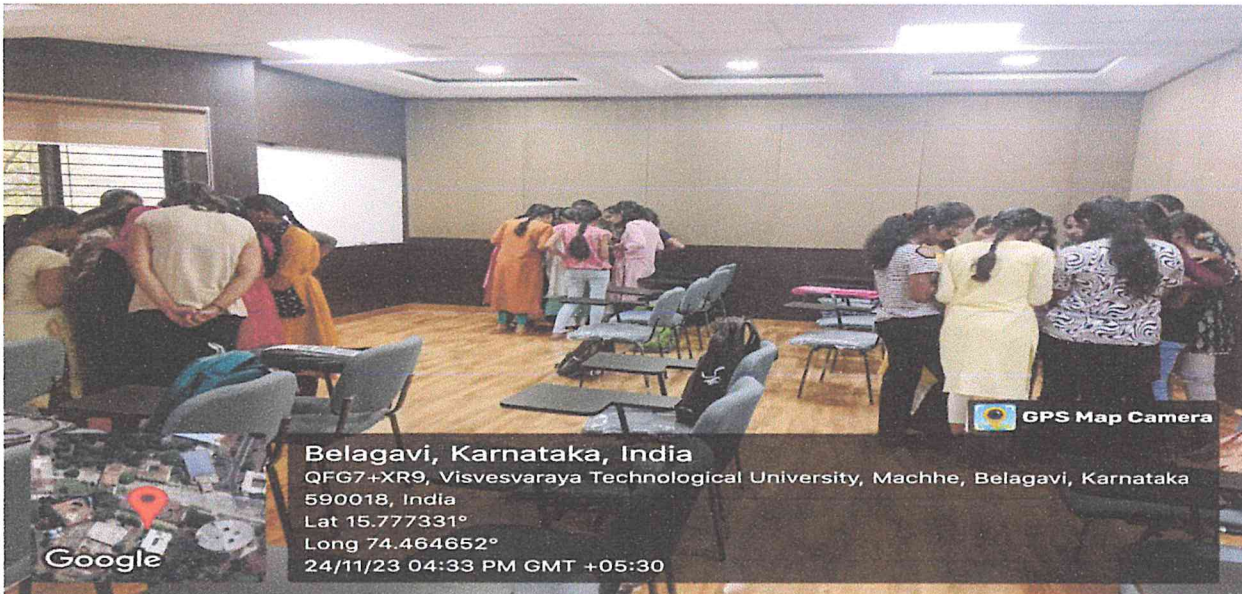 GPS Map Camera
Belagavi, Karnataka, India
QFG7+XR9, Visvesvaraya Technological University, Machhe, Belagavi, Karnataka
590018, India
Lat 15.777331°
Long 74.464652°
24/11/23 04:33 PM GMT +05:30
Google